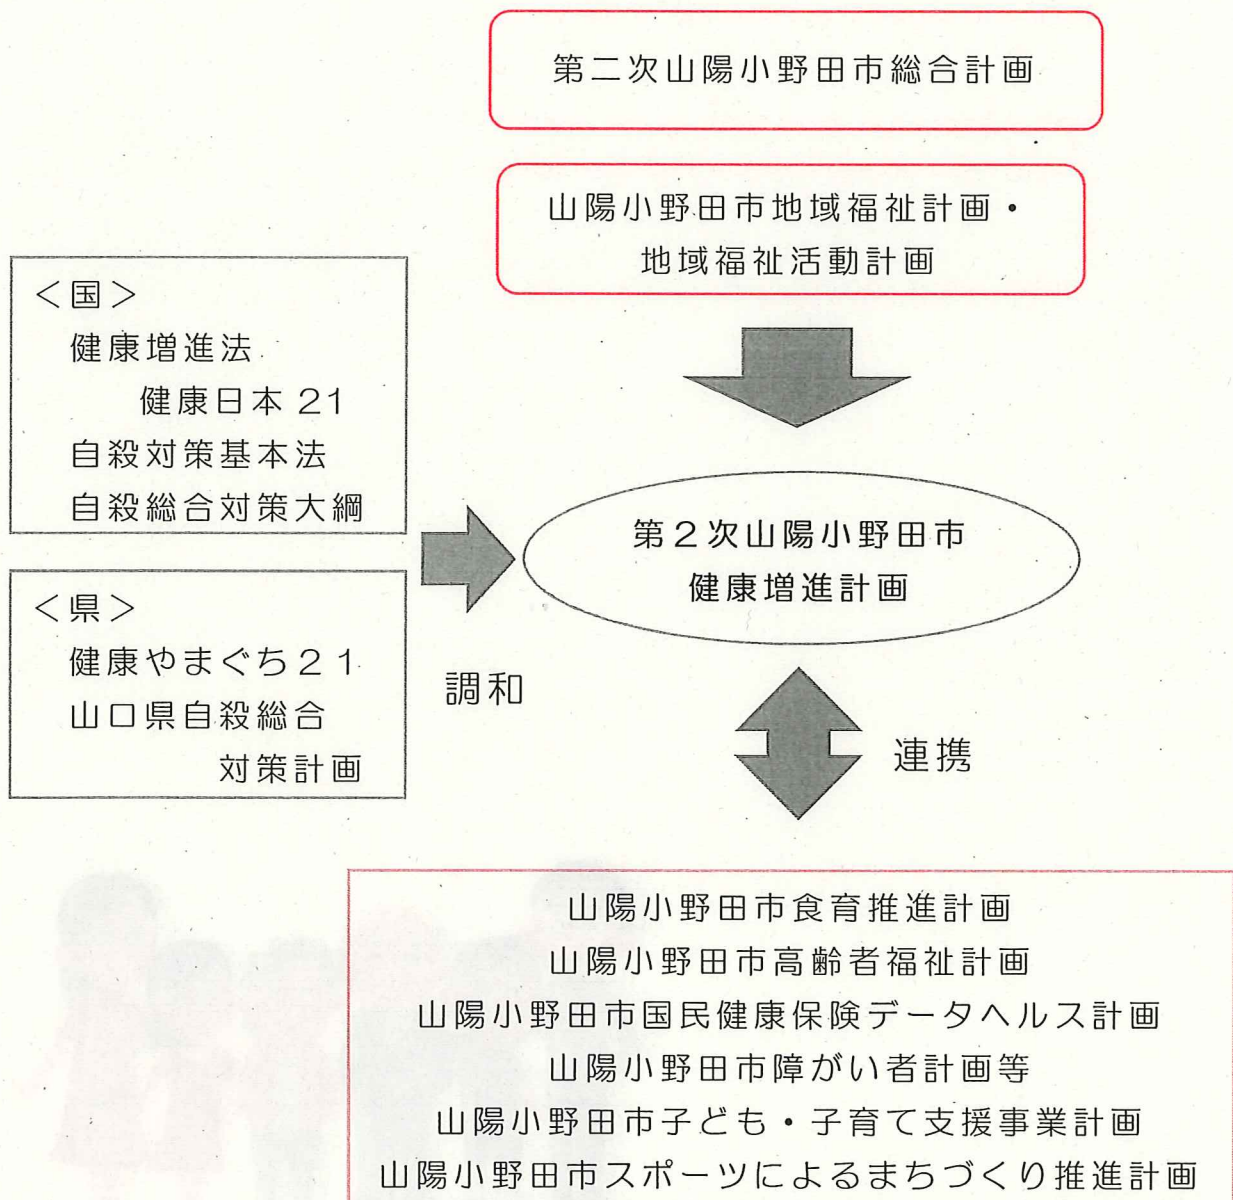 第二次山陽小野田市総合計画
山陽小野田市地域福祉計画・
地域福祉活動計画
＜国＞
健康増進法
健康日本 21
自殺対策基本法
自殺総合対策大綱
＜県＞
健康やまぐち２１
山口県自殺総合
対策計画
調和
第２次山陽小野田市
健康増進計画
連携
山陽小野田市食育推進計画
山陽小野田市高齢者福祉計画
山陽小野田市国民健康保険データヘルス計画
山陽小野田市障がい者計画等
山陽小野田市子ども・子育て支援事業計画
山陽小野田市スポーツによるまちづくり推進計画